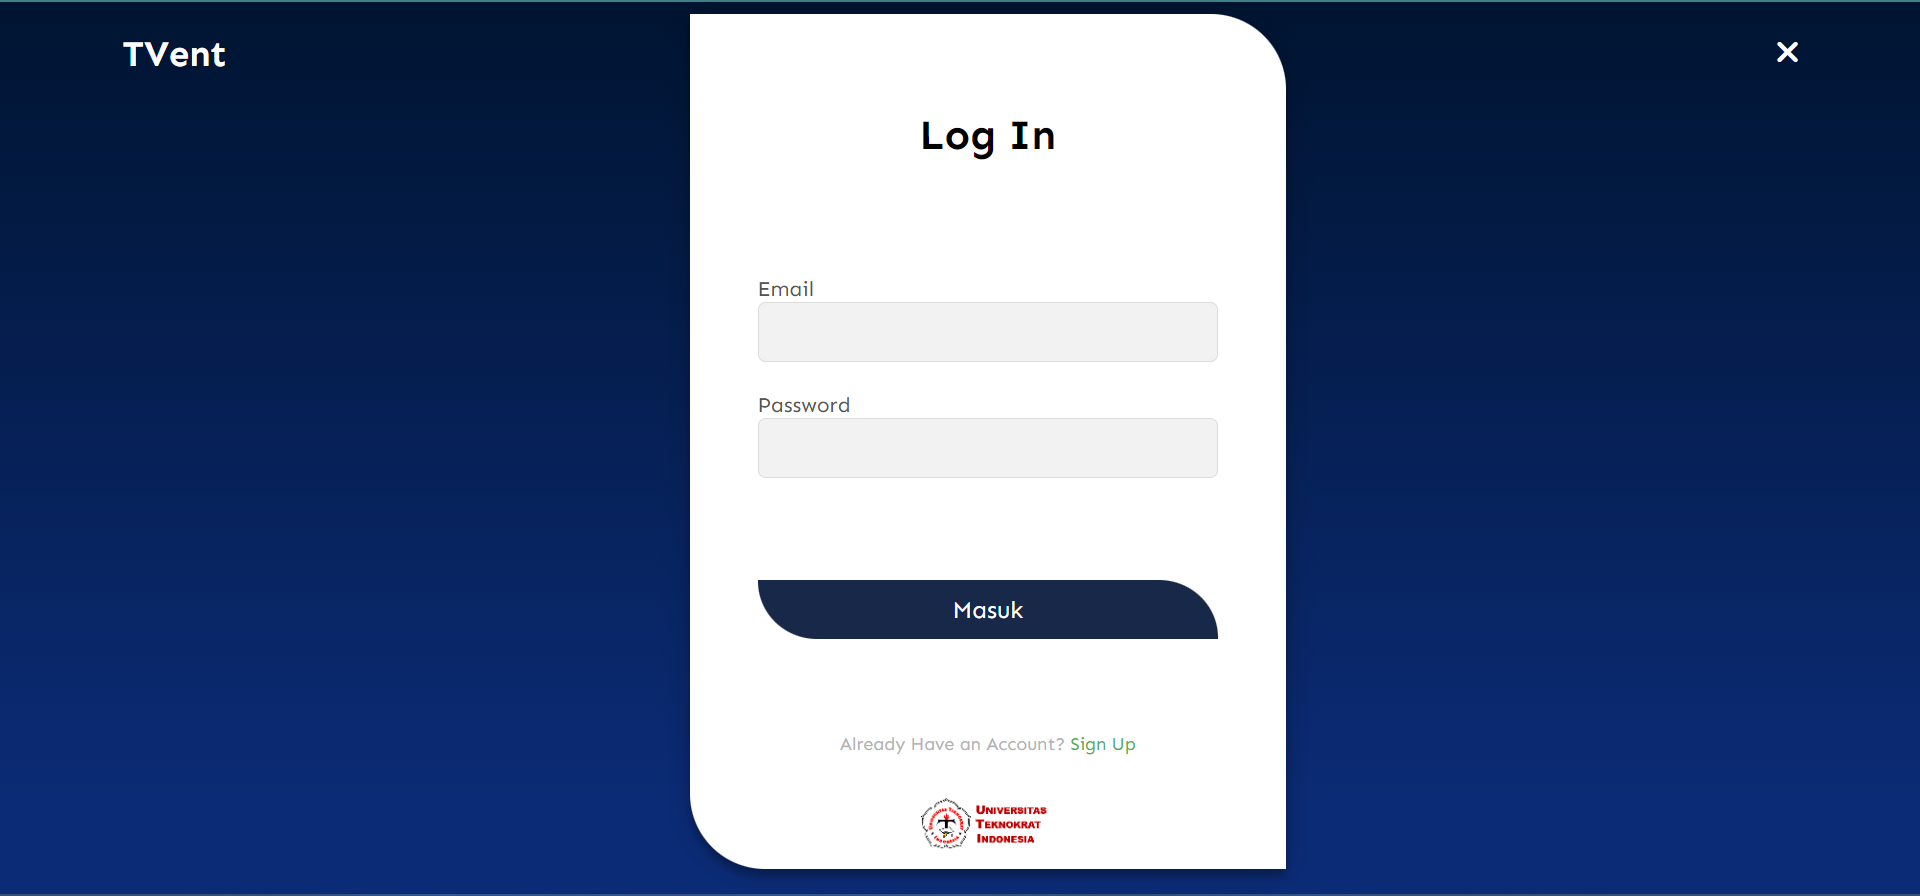 TVent
Log In
Email
Password
Masuk
Already Have an Account? Sign Up
UNIVERSITAS
TEKNOKRAT
INDONESIA